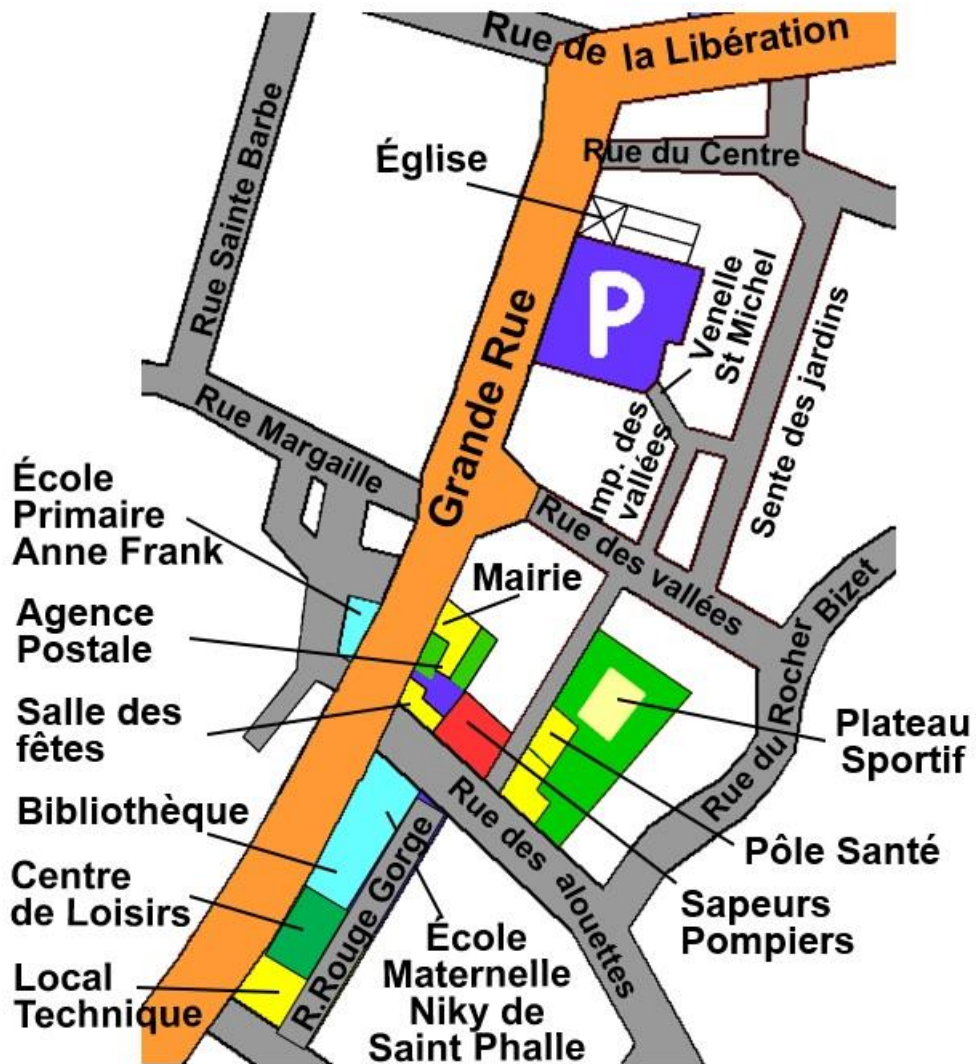 Rue de la Libération
Rue Sainte Barbe
Rue du Centre
Église
P
Venelle
St Michel
Grande Rue
Sente des jardins
Rue Margaille
Imp. des
vallées
École
Primaire
Anne Frank
Rue des vallées
Mairie
Rue du Rocher Bizet
Agence
Postale
Salle des
fêtes
Plateau
Sportif
Bibliothèque
Rue des alouettes
Pôle Santé
Centre
de Loisirs
R.Rouge Gorge
Sapeurs
Pompiers
École
Maternelle
Niky de
Saint Phalle
Local
Technique